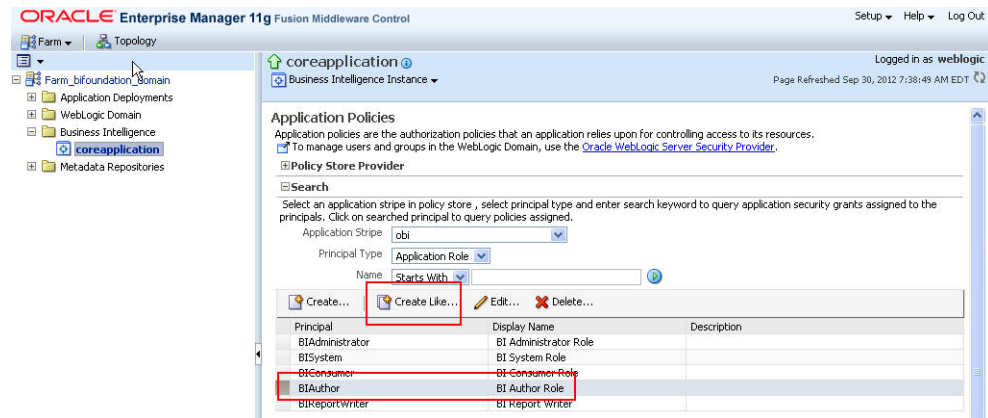 ORACLE Enterprise Manager 11g Fusion Middleware Control
Setup Help Log Out
Farm Topology
Farm_bifoundation_domain
Application Deployments
WebLogic Domain
Business Intelligence
coreapplication
Metadata Repositories
coreapplication
Logged in as weblogic
Business Intelligence Instance
Page Refreshed Sep 30, 2012 7:38:49 AM EDT
Application Policies
Application policies are the authorization policies that an application relies upon for controlling access to its resources.
To manage users and groups in the WebLogic Domain, use the Oracle WebLogic Server Security Provider.
Policy Store Provider
Search
Select an application stripe in policy store , select principal type and enter search keyword to query application security grants assigned to the
principals. Click on searched principal to query policies assigned.
Application Stripe obi
Principal Type Application Role
Name Starts With
Create... Create Like... Edit... Delete...
Principal Display Name Description
BIAdministrator BI Administrator Role
BISystem BI System Role
BIConsumer BI Consumer Role
BIAuthor BI Author Role
BIReportWriter BI Report Writer